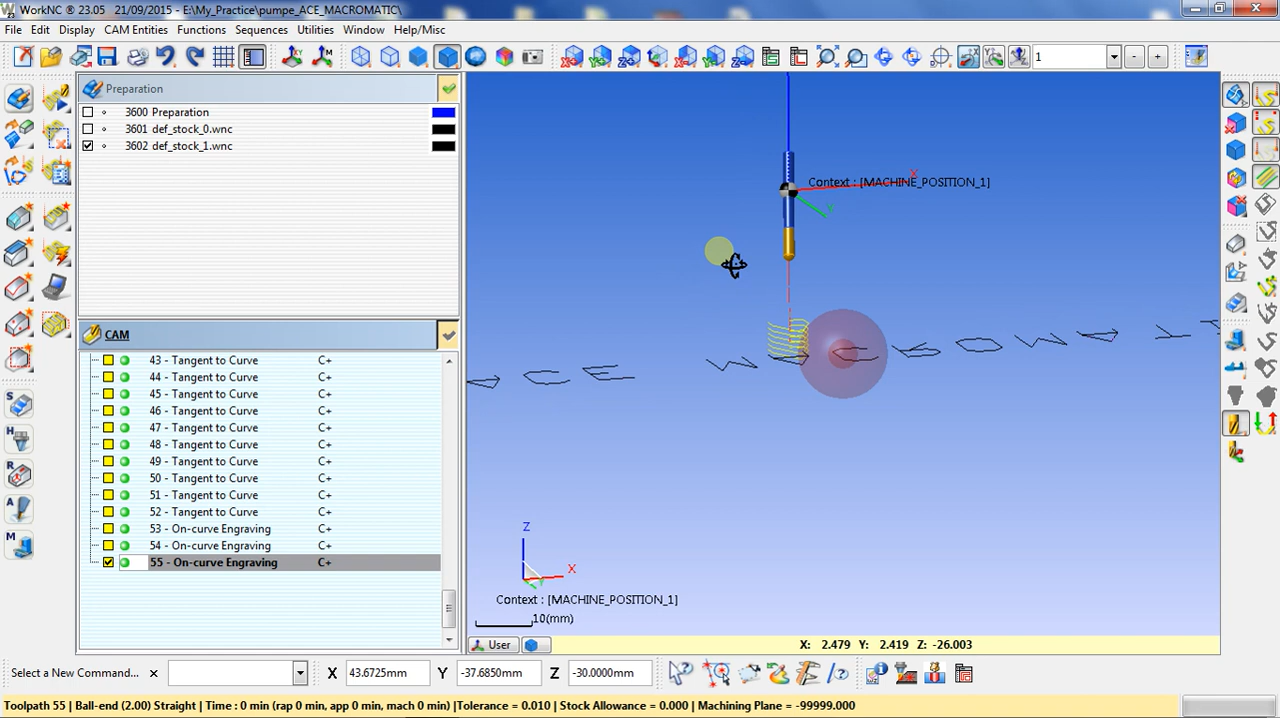 WorkNC ® 23.05 21/09/2015 - E:\My_Practice\pumpe_ACE_MACROMATIC\
File Edit Display CAM Entities Functions Sequences Utilities Window Help/Misc
1
Preparation
3600 Preparation
3601 def_stock_0.wnc
3602 def_stock_1.wnc
CAM
43 - Tangent to Curve C+
44 - Tangent to Curve C+
45 - Tangent to Curve C+
46 - Tangent to Curve C+
47 - Tangent to Curve C+
48 - Tangent to Curve C+
49 - Tangent to Curve C+
50 - Tangent to Curve C+
51 - Tangent to Curve C+
52 - Tangent to Curve C+
53 - On-curve Engraving C+
54 - On-curve Engraving C+
55 - On-curve Engraving C+
Context : [MACHINE_POSITION_1]
X
Y
Z
X
Y
Context : [MACHINE_POSITION_1]
10(mm)
User
X: 2.479 Y: 2.419 Z: -26.003
Select a New Command...
X 43.6725mm Y -37.6850mm Z -30.0000mm
Toolpath 55 | Ball-end (2.00) Straight | Time : 0 min (rap 0 min, app 0 min, mach 0 min) |Tolerance = 0.010 | Stock Allowance = 0.000 | Machining Plane = -99999.000